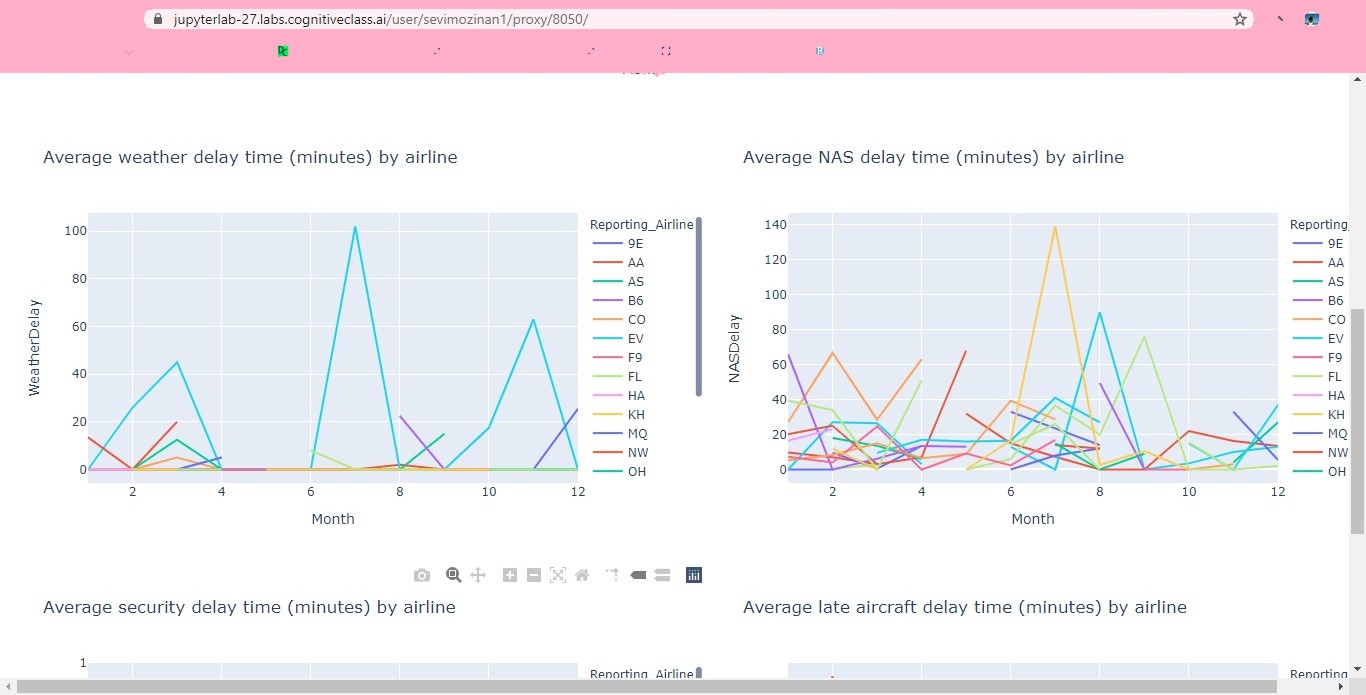 jupyterlab-27.labs.cognitiveclass.ai/user/sevimozinan1/proxy/8050/
Average weather delay time (minutes) by airline
WeatherDelay
100
80
60
40
20
0
2
4
6
8
10
12
Month
Reporting_Airline
9E
AA
AS
B6
CO
EV
F9
FL
HA
KH
MQ
NW
OH
Average NAS delay time (minutes) by airline
NASDelay
140
120
100
80
60
40
20
0
2
4
6
8
10
12
Month
Reporting_
9E
AA
AS
B6
CO
EV
F9
FL
HA
KH
MQ
NW
OH
Average security delay time (minutes) by airline
1
Reporting_Airline
Average late aircraft delay time (minutes) by airline
Reporting